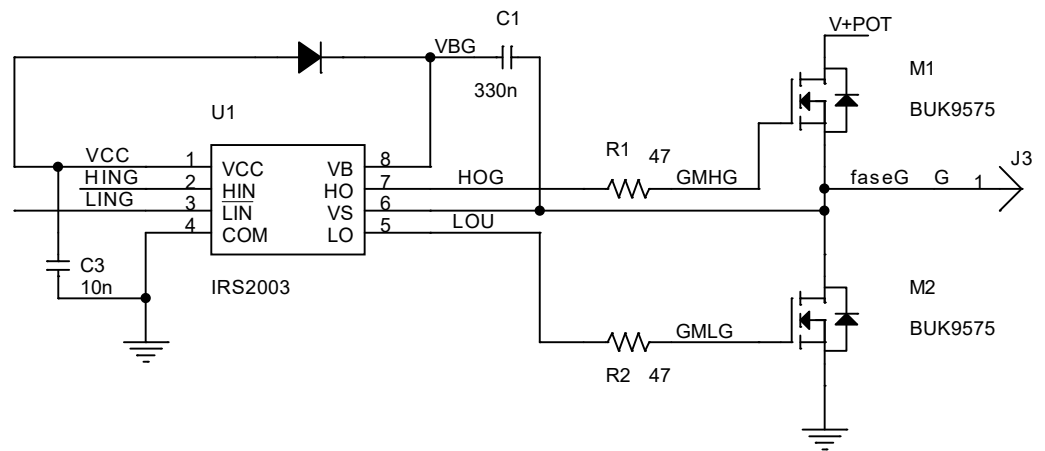 C1
V+POT
VBG
330n
M1
BUK9575
U1
VCC 1 VCC VB 8
HING 2 HIN HO 7 HOG
LING 3 LIN VS 6
4 COM LO 5 LOU
R1 47
GMHG
faseG G 1
J3
C3
10n
IRS2003
M2
BUK9575
GMLG
R2 47